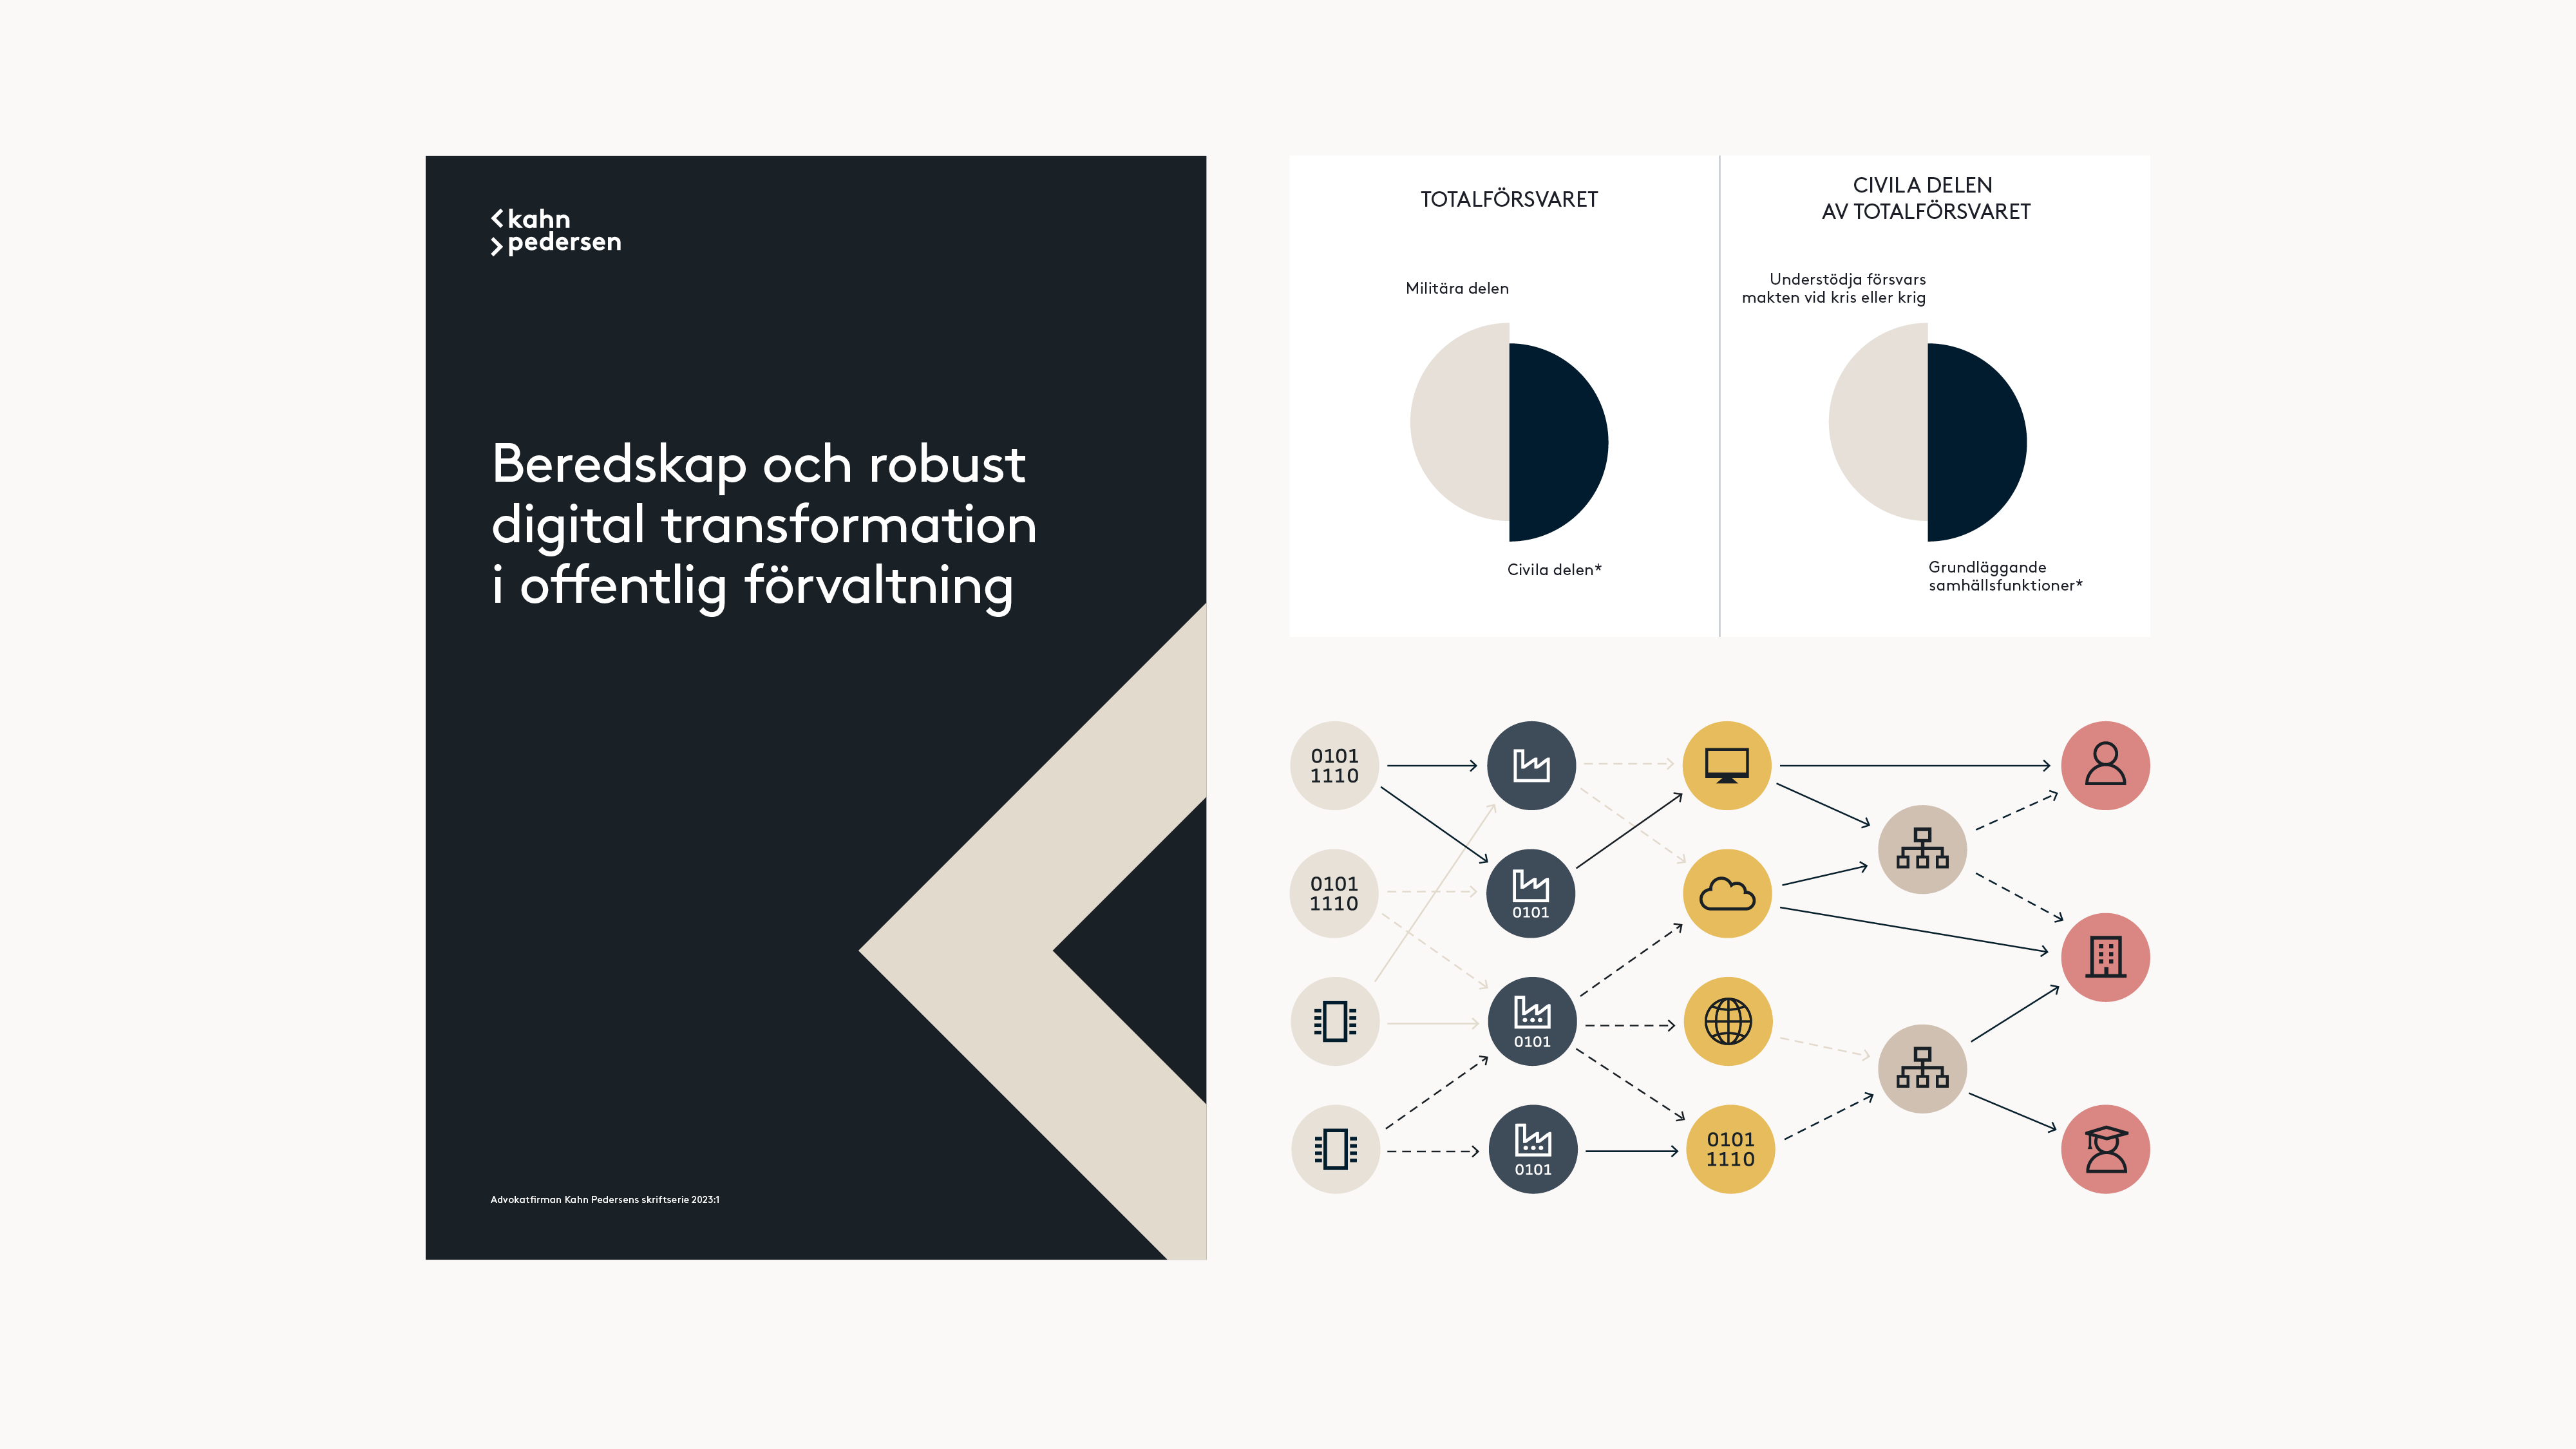 kahn
pedersen
Beredskap och robust
digital transformation
i offentlig förvaltning
Advokatfirman Kahn Pedersens skriftserie 2023:1
TOTALFÖRSVARET
Militära delen
Civila delen*
CIVILA DELEN
AV TOTALFÖRSVARET
Understödja försvars
makten vid kris eller krig
Grundläggande
samhällsfunktioner*
0101
1110
0101
1110
0101
0101
0101
0101
1110